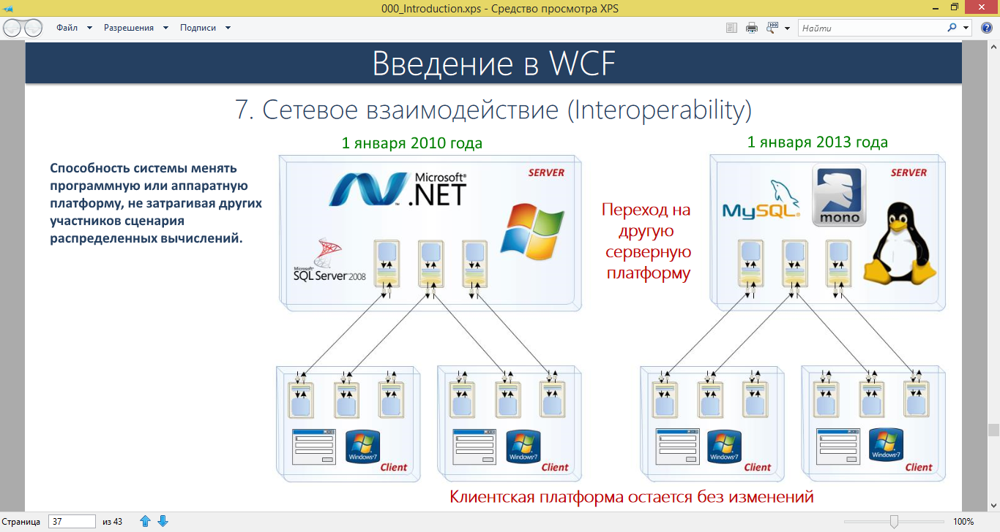 000_Introduction.xps - Средство просмотра XPS
Файл
Разрешения
Подписи
Найти
Введение в WCF
7. Сетевое взаимодействие (Interoperability)
1 января 2010 года
1 января 2013 года
Способность системы менять
программную или аппаратную
платформу, не затрагивая других
участников сценария
распределенных вычислений.
Microsoft®
.NET
SERVER
Microsoft®
SQL Server 2008
Переход на
другую
серверную
платформу
SERVER
MySQL®
mono
Windows 7
Client
Windows 7
Client
Windows 7
Client
Windows 7
Client
Клиентская платформа остается без изменений
Страница 37 из 43
100%